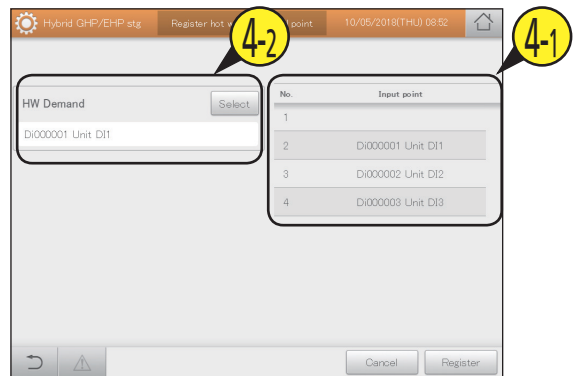 Hybrid GHP/EHP stg
Register hot point
10/05/2018(THU) 08:52
4-2
4-1
HW Demand
Select
Di000001 Unit DI1
No. Input point
1
2 Di000001 Unit DI1
3 Di000002 Unit DI2
4 Di000003 Unit DI3
Cancel
Register